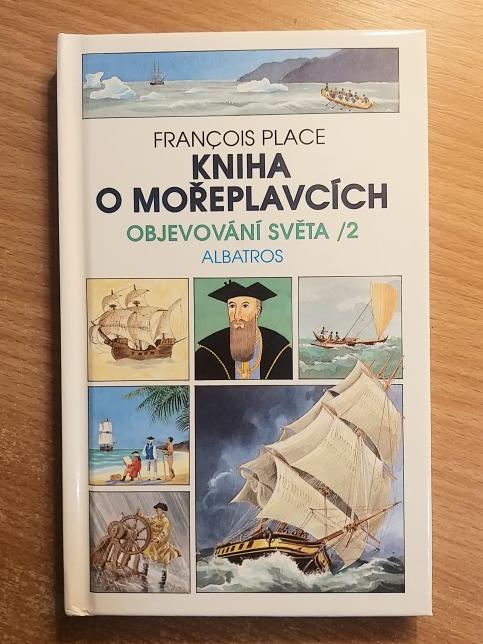 FRANÇOIS PLACE
KNIHA
O MOŘEPLAVCÍCH
OBJEVOVÁNÍ SVĚTA /2
ALBATROS